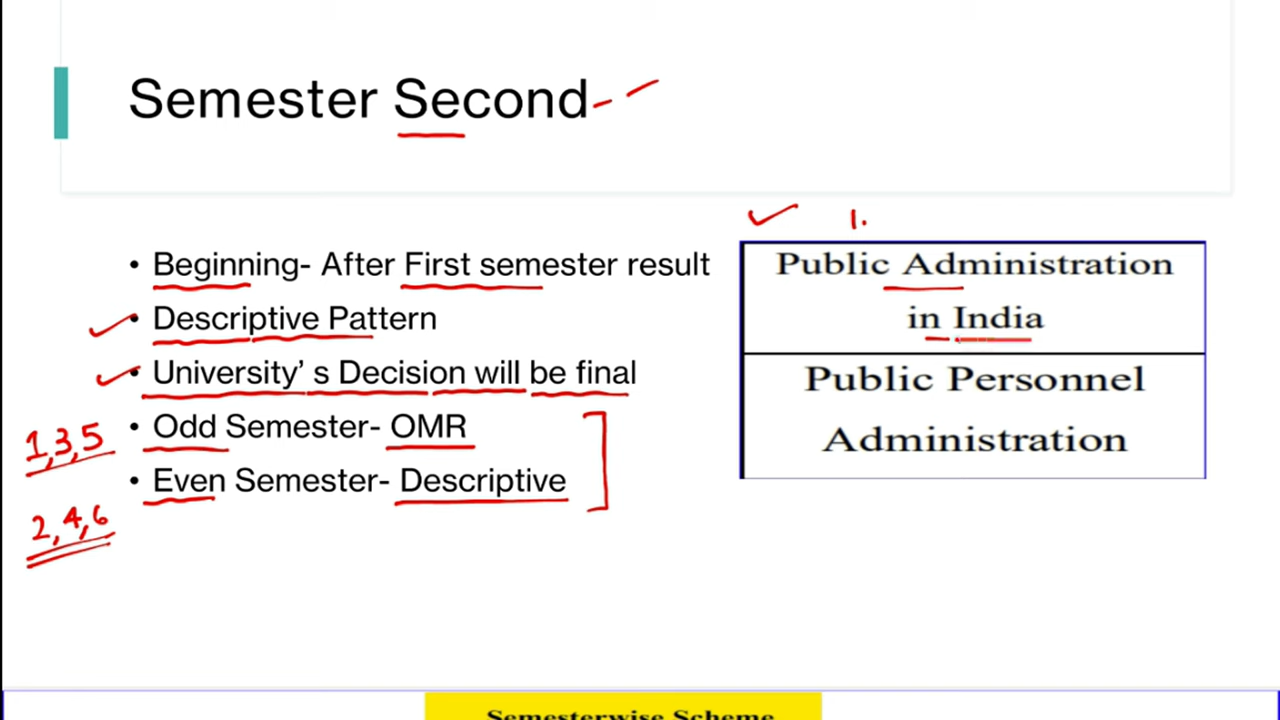 Semester Second
• Beginning- After First semester result
• Descriptive Pattern
• University’ s Decision will be final
• Odd Semester- OMR
• Even Semester- Descriptive
1,3,5
2,4,6
1.
Public Administration
in India
Public Personnel
Administration
Semesterwise Scheme